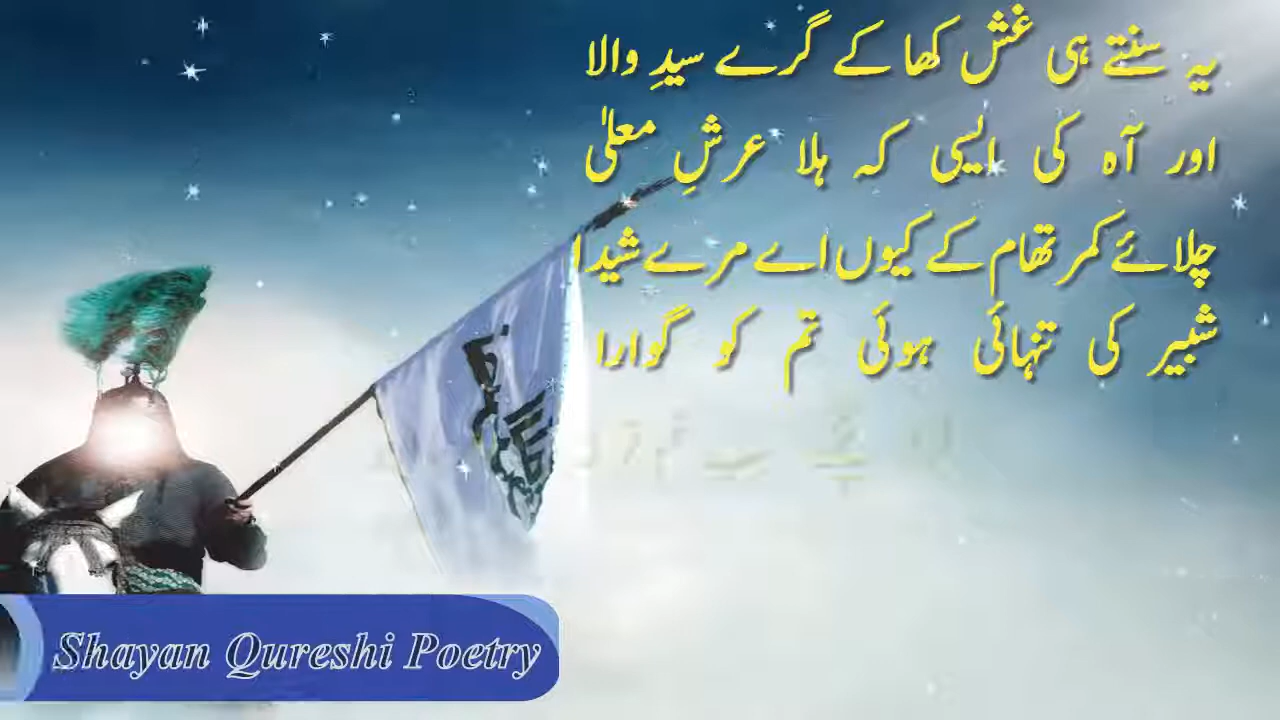 یہ سنتے ہی غش کھا کے گرے سیدِ والا
اور آہ کی ایسی کہ ہلا عرشِ معلیٰ
چلائے کمر تھام کے کیوں اے مرے شیدا
شبیر کی تنہائی ہوئی تم کو گوارا
Shayan Qureshi Poetry